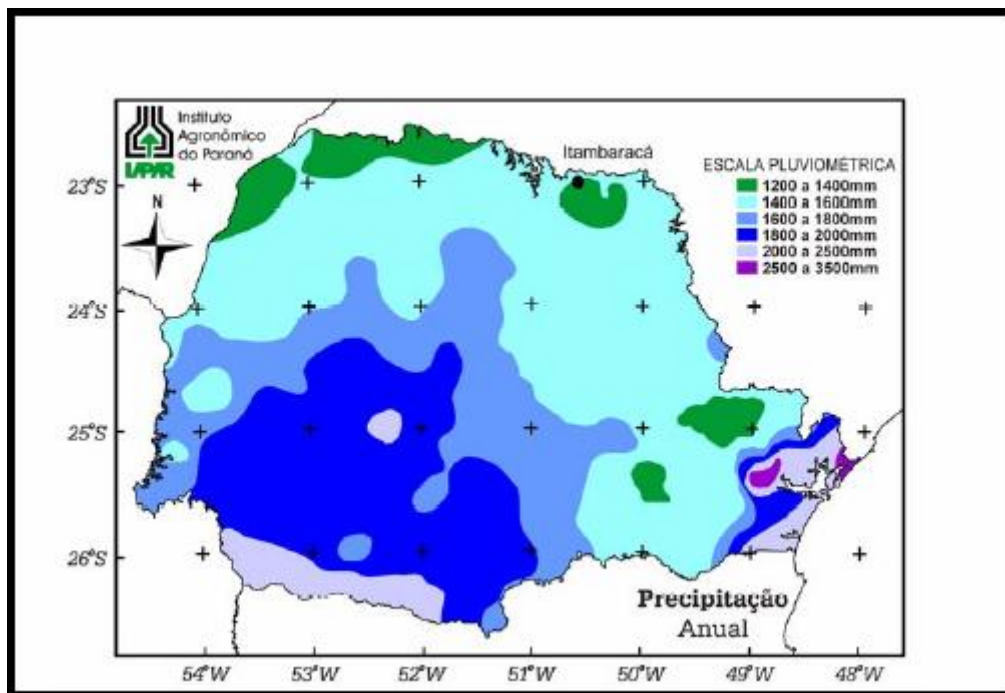 Instituto
Agronômico
do Paraná
IAPAR
Itambaracá
N
ESCALA PLUVIOMÉTRICA
1200 a 1400mm
1400 a 1600mm
1600 a 1800mm
1800 a 2000mm
2000 a 2500mm
2500 a 3500mm
23°S
24°S
25°S
26°S
Precipitação
Anual
54°W 53°W 52°W 51°W 50°W 49°W 48°W